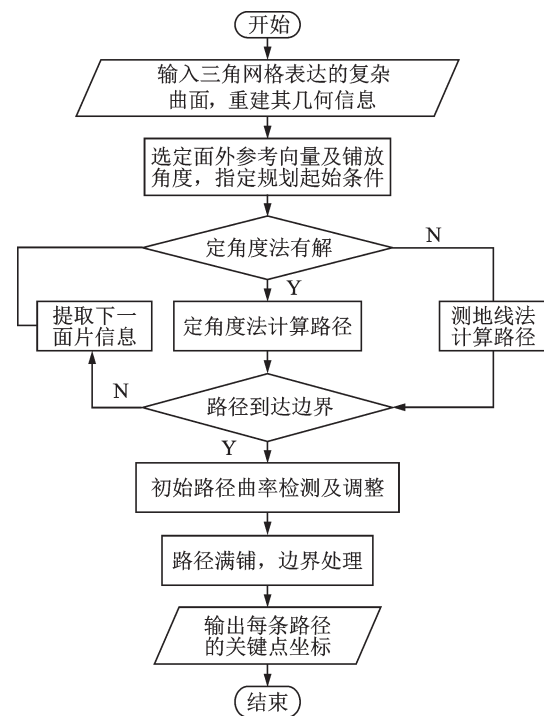 开始
输入三角网格表达的复杂
曲面，重建其几何信息
选定面外参考向量及铺放
角度，指定规划起始条件
定角度法有解
N
Y
提取下一
面片信息
定角度法计算路径
测地线法
计算路径
N
路径到达边界
Y
初始路径曲率检测及调整
路径满铺，边界处理
输出每条路径
的关键点坐标
结束